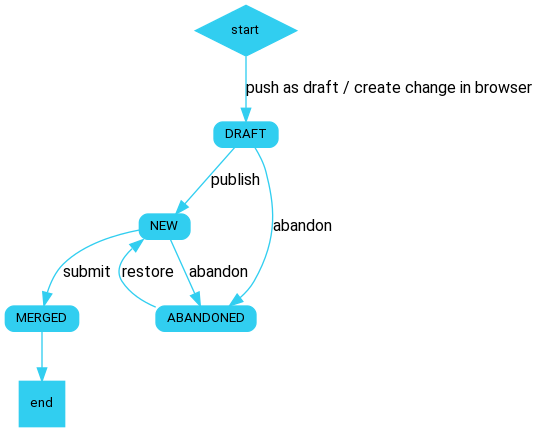 start
push as draft / create change in browser
DRAFT
publish
NEW
abandon
submit
restore
abandon
MERGED
ABANDONED
end